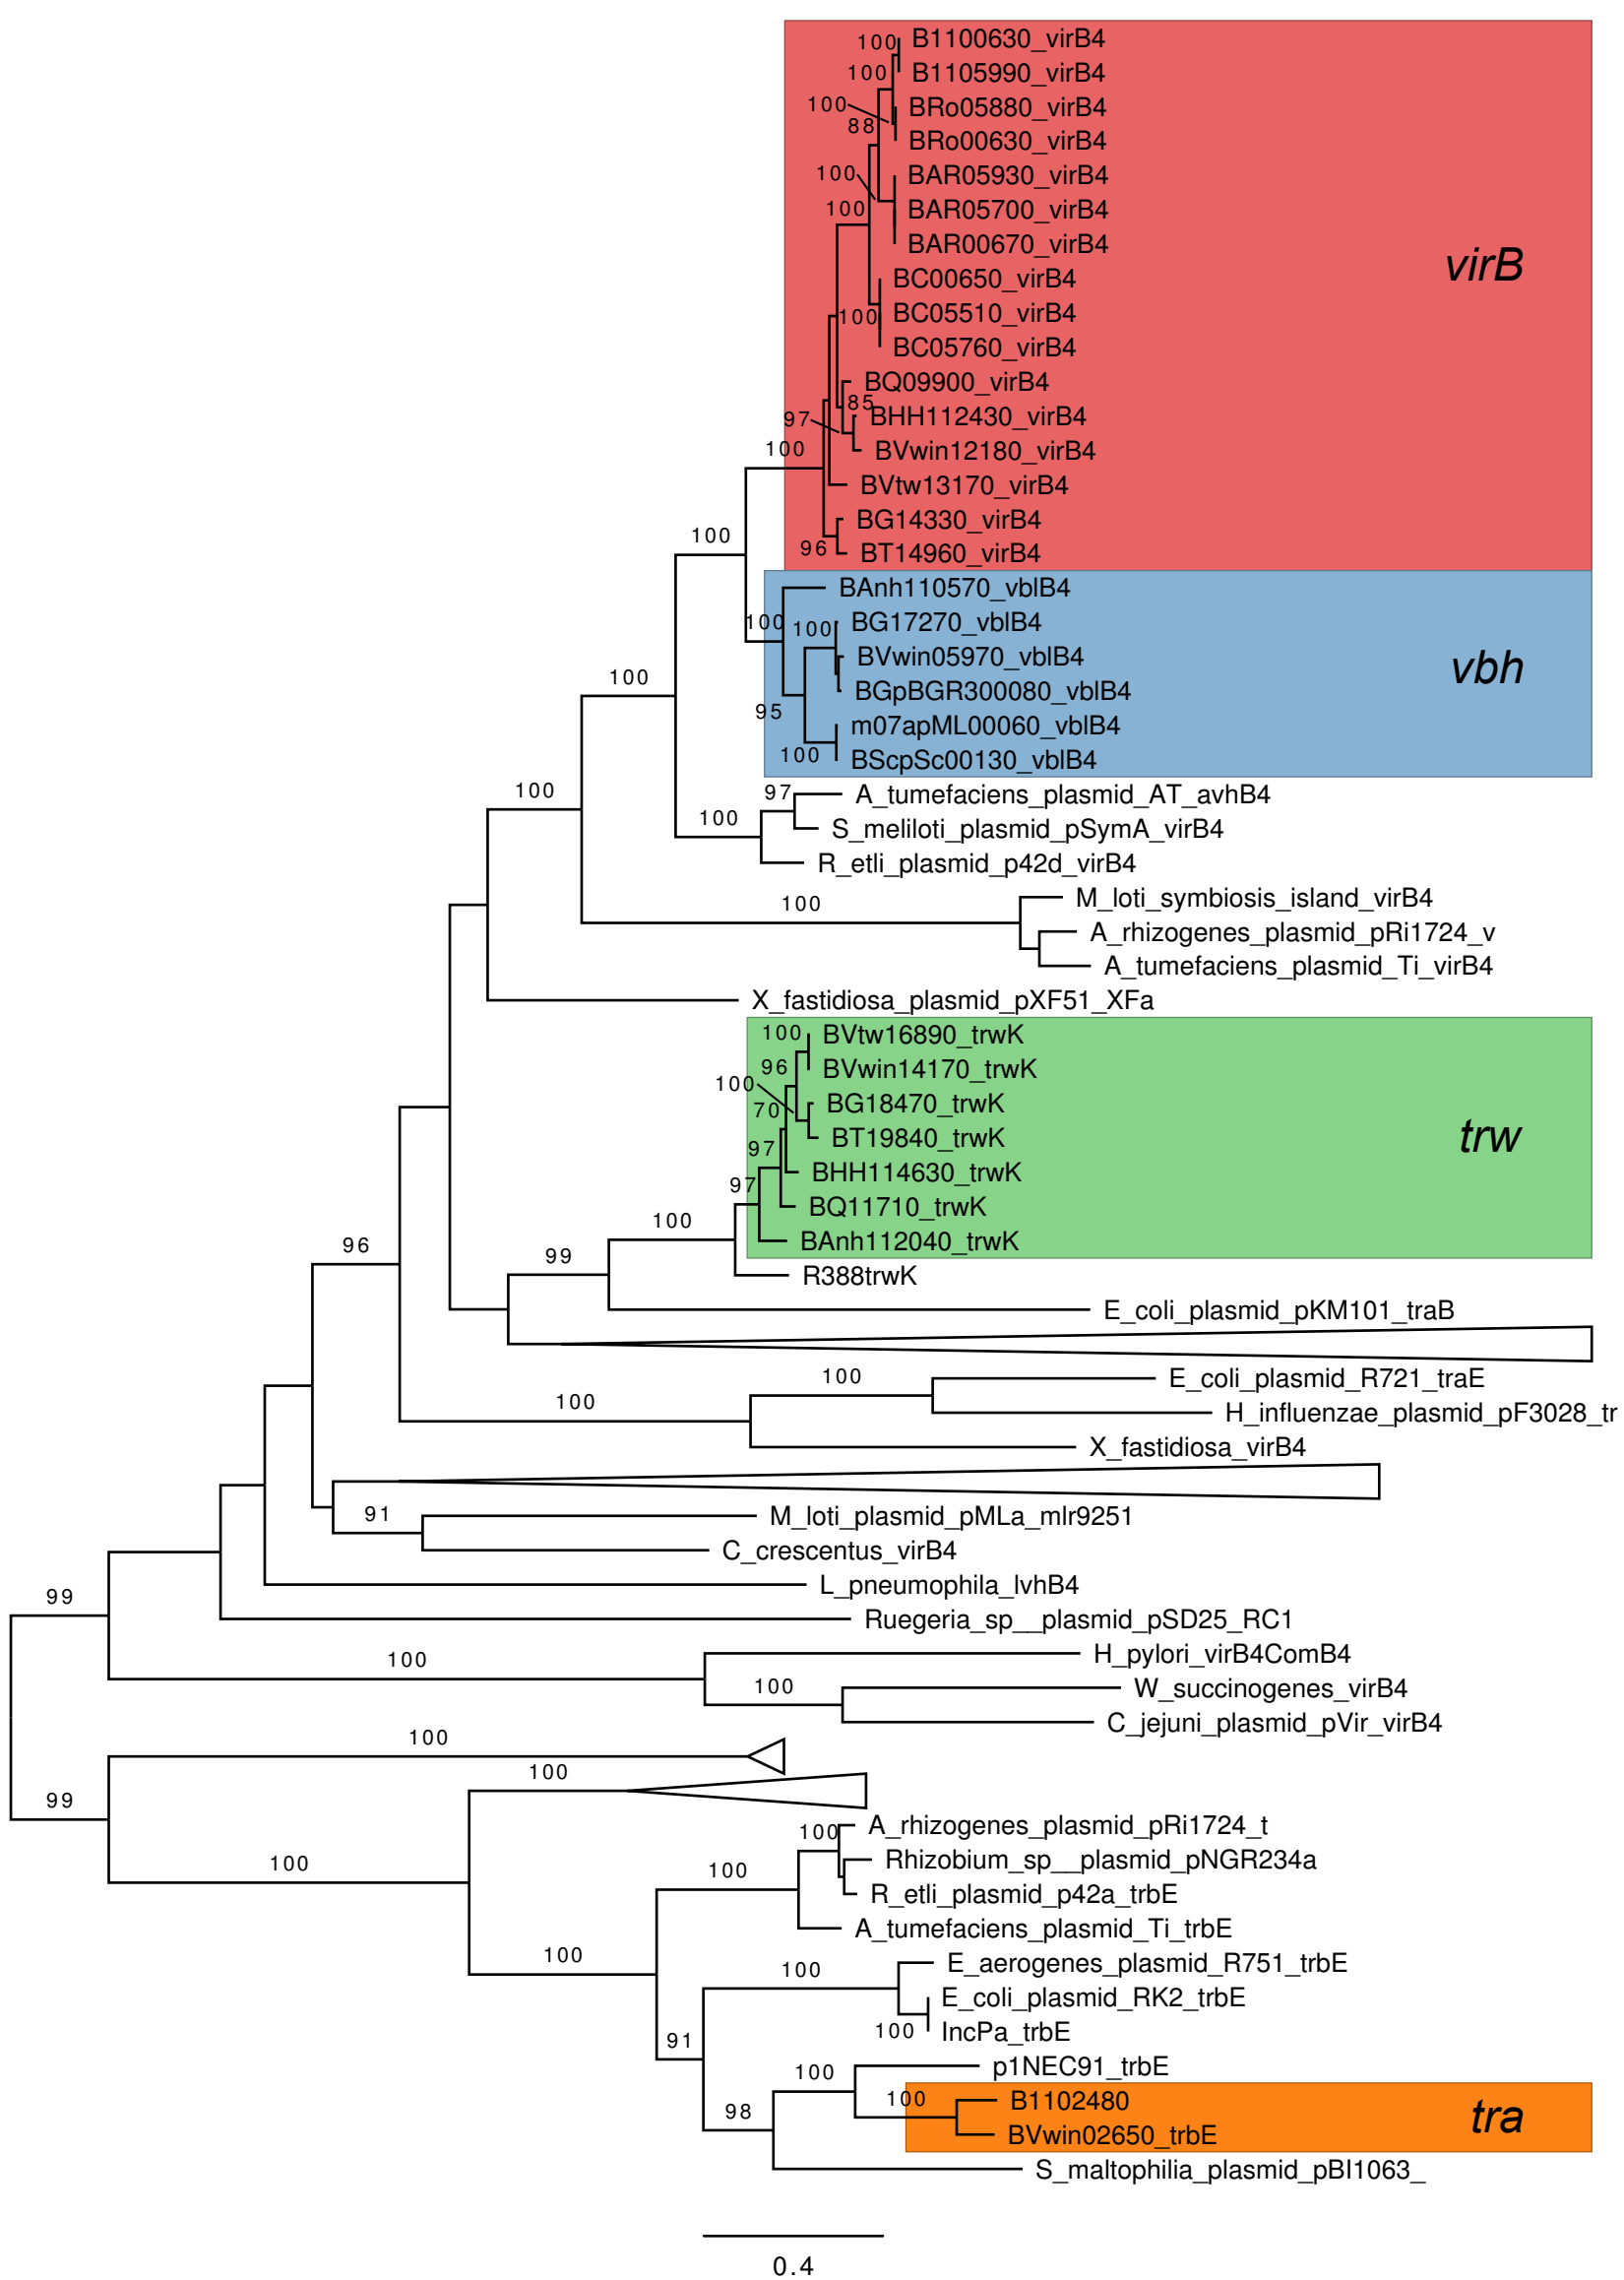 100 B1100630_virB4
100 B1105990_virB4
100 BRo05880_virB4
88 BRo00630_virB4
100 BAR05930_virB4
100 BAR05700_virB4
BAR00670_virB4
virB
BC00650_virB4
100 BC05510_virB4
BC05760_virB4
BQ09900_virB4
85
97 BHH112430_virB4
100 BVwin12180_virB4
BVtw13170_virB4
BG14330_virB4
100
96 BT14960_virB4
BAnh110570_vblB4
100 100 BG17270_vblB4
BVwin05970_vblB4
vbh
100
BGpBGR300080_vblB4
95
m07apML00060_vblB4
100 BScpSc00130_vblB4
100
97 A_tumefaciens_plasmid_AT_avhB4
100 S_meliloti_plasmid_pSymA_virB4
R_etli_plasmid_p42d_virB4
100 M_loti_symbiosis_island_virB4
A_rhizogenes_plasmid_pRi1724_v
A_tumefaciens_plasmid_Ti_virB4
X_fastidiosa_plasmid_pXF51_XFa
100 BVtw16890_trwK
96 BVwin14170_trwK
100
70 BG18470_trwK
trw
97 BT19840_trwK
BHH114630_trwK
97
BQ11710_trwK
100
BAnh112040_trwK
96 99
R388trwK
E_coli_plasmid_pKM101_traB
100 E_coli_plasmid_R721_traE
100 H_influenzae_plasmid_pF3028_tr
X_fastidiosa_virB4
91 M_loti_plasmid_pMLa_mlr9251
C_crescentus_virB4
L_pneumophila_lvhB4
99
Ruegeria_sp__plasmid_pSD25_RC1
100 H_pylori_virB4ComB4
100 W_succinogenes_virB4
C_jejuni_plasmid_pVir_virB4
100
100
99
100 A_rhizogenes_plasmid_pRi1724_t
100 100 Rhizobium_sp__plasmid_pNGR234a
R_etli_plasmid_p42a_trbE
A_tumefaciens_plasmid_Ti_trbE
100 100 E_aerogenes_plasmid_R751_trbE
E_coli_plasmid_RK2_trbE
91 100 IncPa_trbE
100 p1NEC91_trbE
100 B1102480
98 BVwin02650_trbE
tra
S_maltophilia_plasmid_pBI1063_
0.4